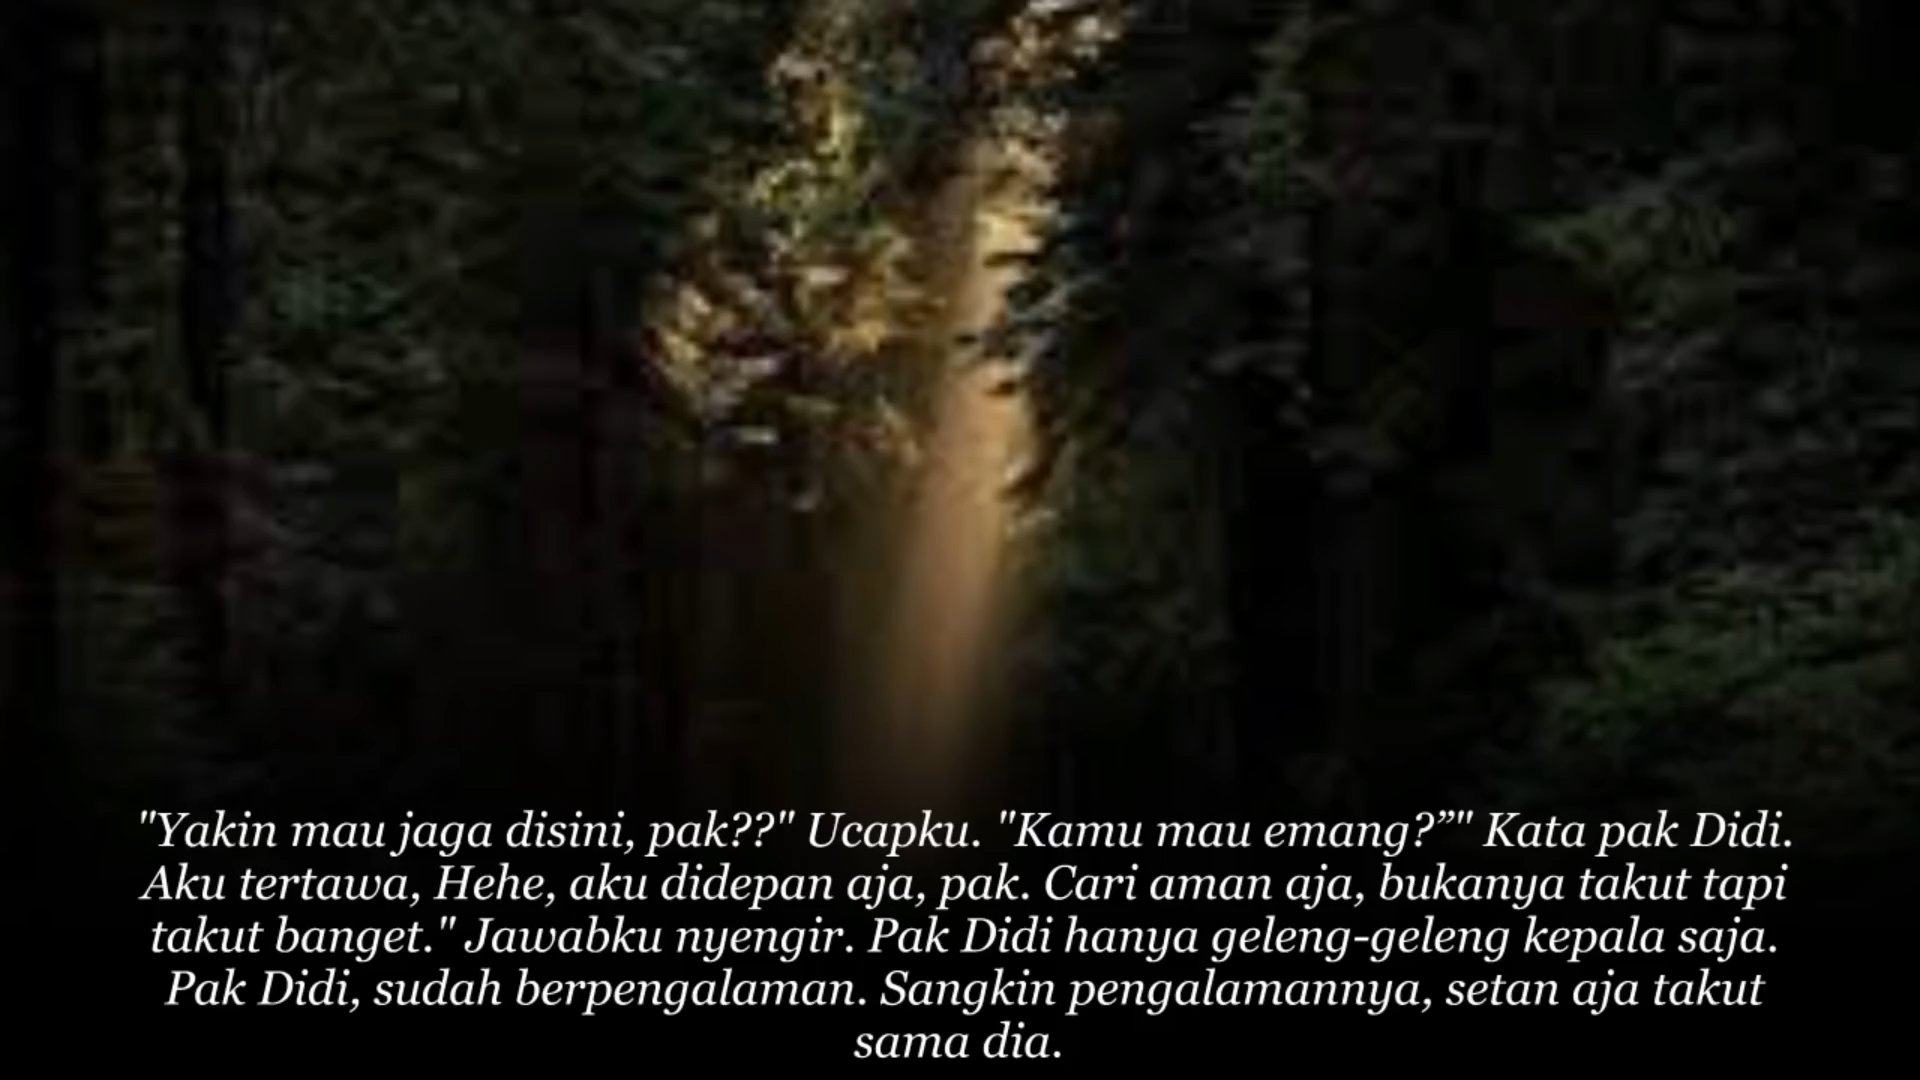 "Yakin mau jaga disini, pak??" Ucapku. "Kamu mau emang?”" Kata pak Didi.
Aku tertawa, Hehe, aku didepan aja, pak. Cari aman aja, bukanya takut tapi
takut banget." Jawabku nyengir. Pak Didi hanya geleng-geleng kepala saja.
Pak Didi, sudah berpengalaman. Sangkin pengalamannya, setan aja takut
sama dia.